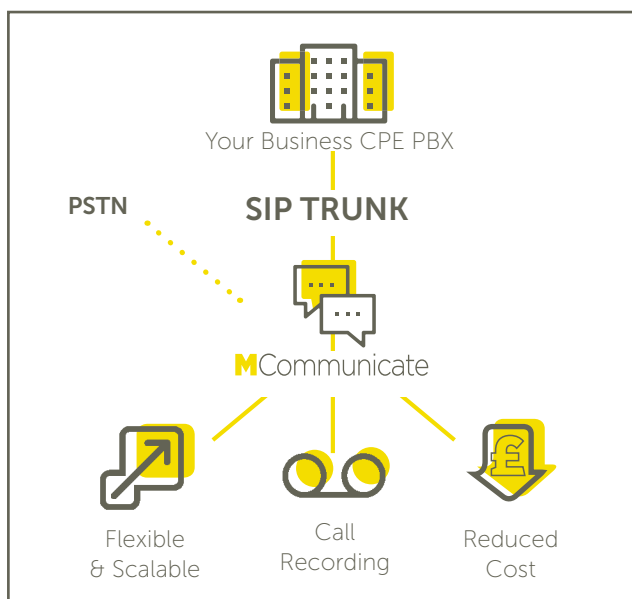 Your Business CPE PBX
PSTN
SIP TRUNK
MCommunicate
£
Flexible
& Scalable
Call
Recording
Reduced
Cost